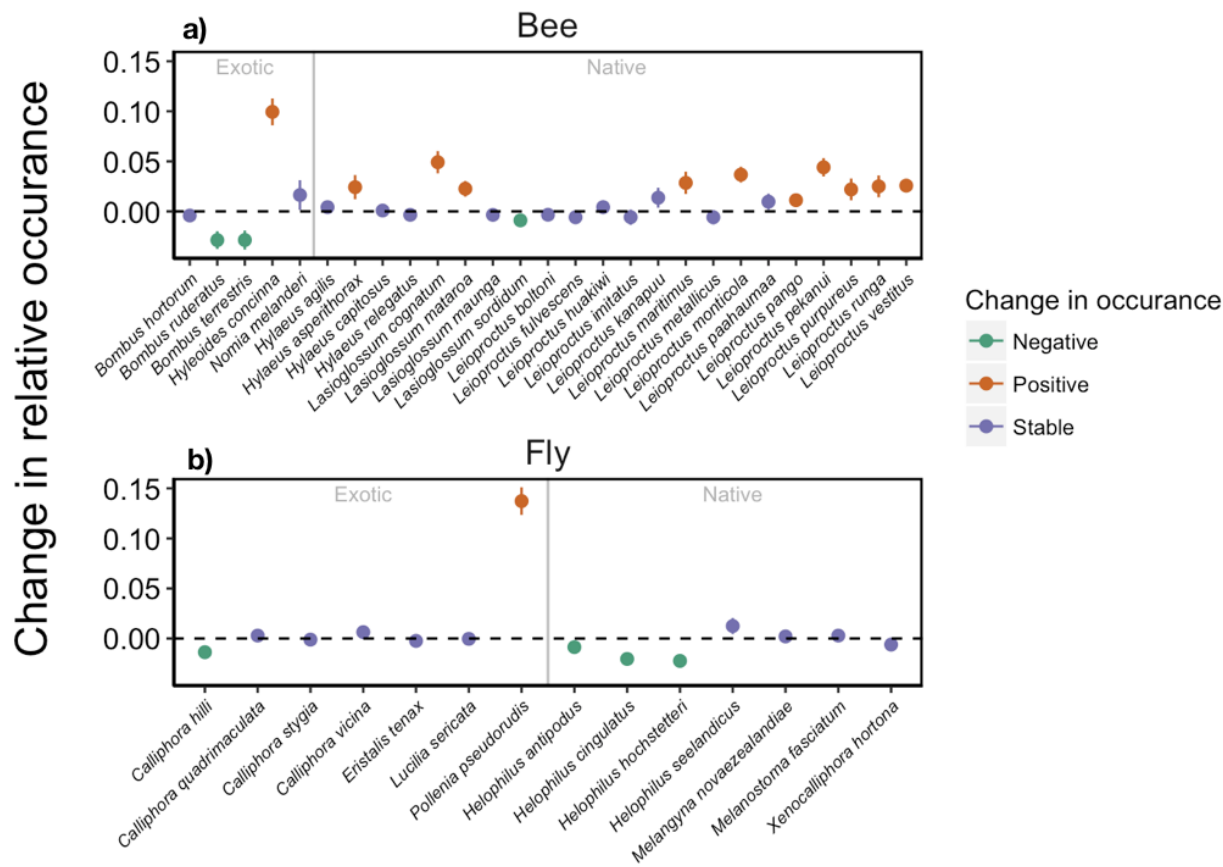 a)
Bee
Exotic
Native
0.15
0.10
0.05
0.00
Bombus hortorum
Bombus ruderatus
Bombus terrestris
Hyleoides concinna
Nomia melanderi
Hylaeus agilis
Hylaeus asperithorax
Hylaeus capitosus
Hylaeus relegatus
Lasioglossum cognatum
Lasioglossum mataroa
Lasioglossum maunga
Lasioglossum sordidum
Leioproctus boltoni
Leioproctus fulvescens
Leioproctus huakiwi
Leioproctus imitatus
Leioproctus kanapuu
Leioproctus maritimus
Leioproctus metallicus
Leioproctus monticola
Leioproctus paahaumaa
Leioproctus pango
Leioproctus pekanui
Leioproctus purpureus
Leioproctus runga
Leioproctus vestitus
Change in relative occurance
Change in occurance
Negative
Positive
Stable
b)
Fly
Exotic
Native
0.15
0.10
0.05
0.00
Calliphora hilli
Calliphora quadrimaculata
Calliphora stygia
Calliphora vicina
Eristalis tenax
Lucilia sericata
Pollenia pseudorudis
Helophilus antipodus
Helophilus cingulatus
Helophilus hochstetteri
Helophilus seelandicus
Melangyna novaezealandiae
Melanostoma fasciatum
Xenocalliphora hortona